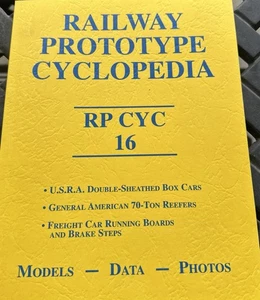 RAILWAY
PROTOTYPE
CYCLOPEDIA
RP CYC
16
• U.S.R.A. DOUBLE-SHEATHED BOX CARS
• GENERAL AMERICAN 70-TON REEFERS
• FREIGHT CAR RUNNING BOARDS
AND BRAKE STEPS
MODELS — DATA — PHOTOS